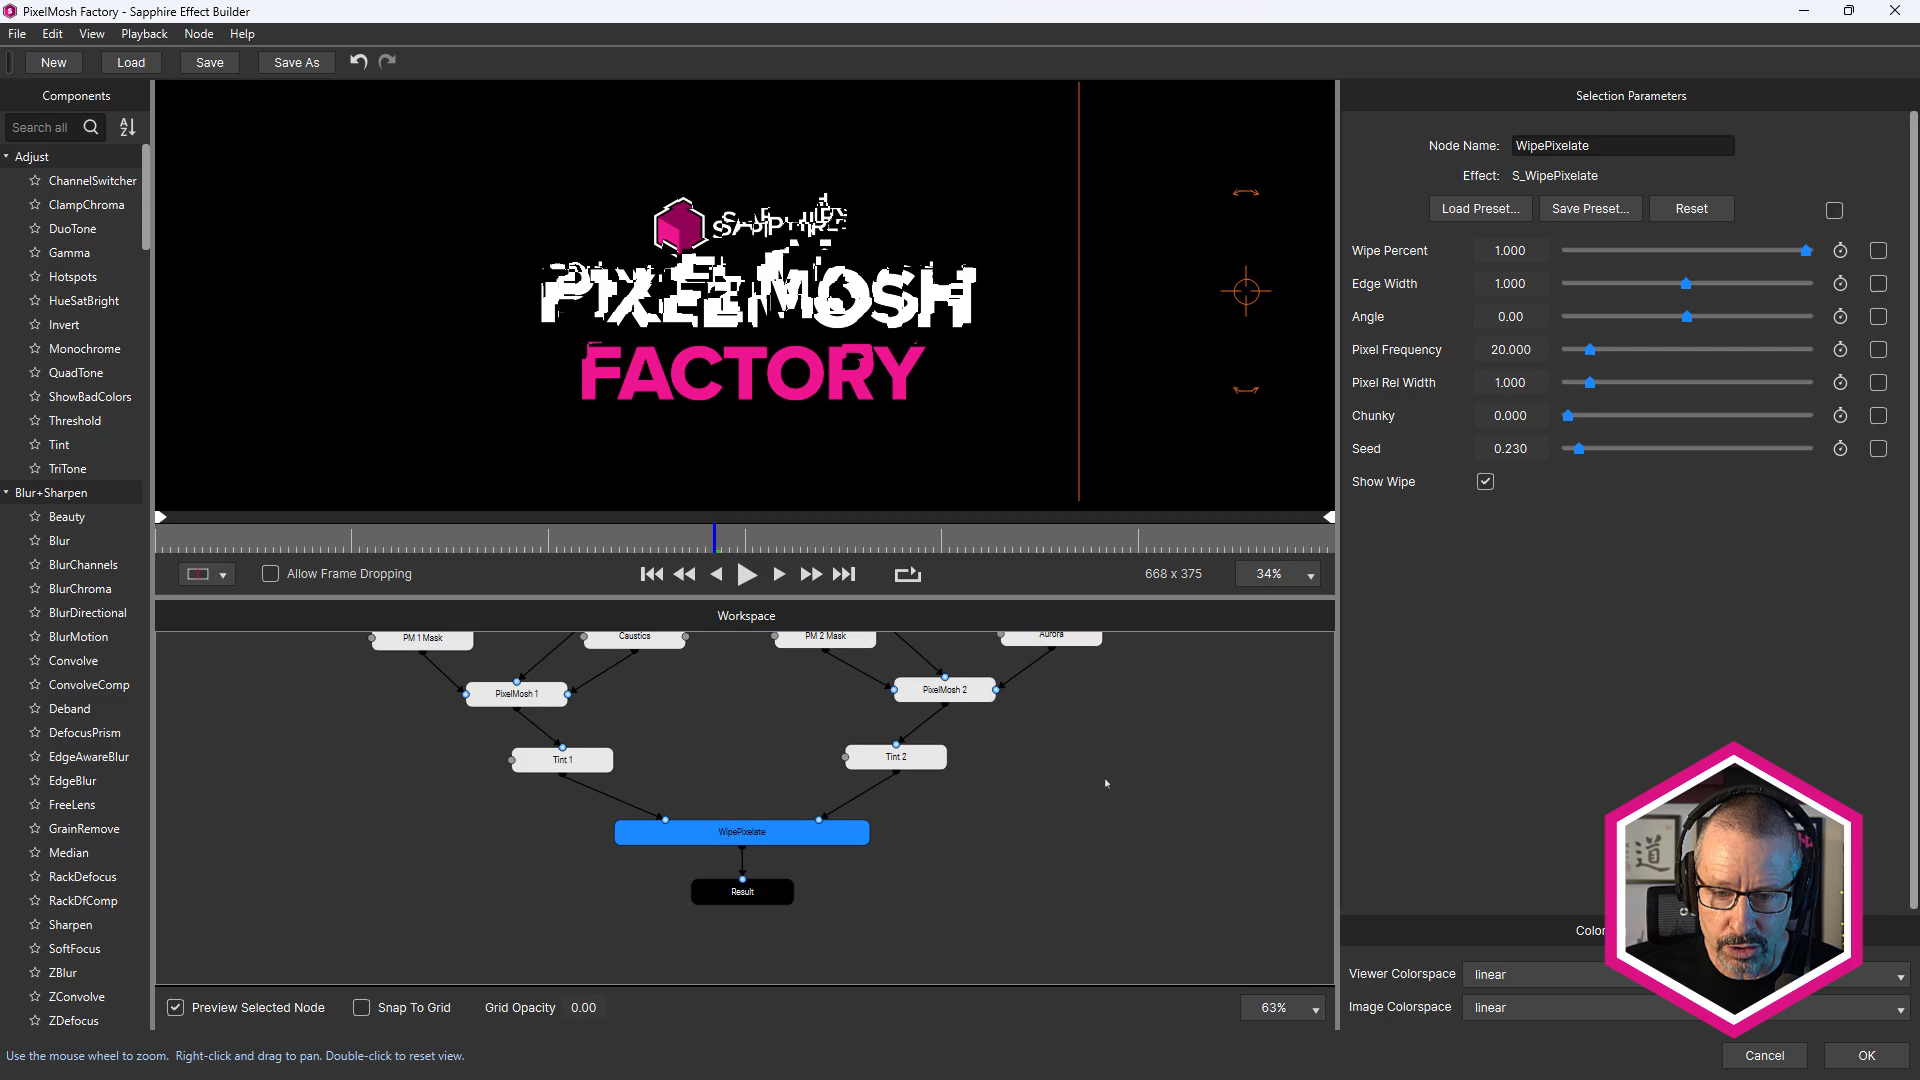 PixelMosh Factory - Sapphire Effect Builder
File Edit View Playback Node Help
New Load Save Save As
Components
Search all
Adjust
ChannelSwitcher
ClampChroma
DuoTone
Gamma
Hotspots
HueSatBright
Invert
Monochrome
QuadTone
ShowBadColors
Threshold
Tint
TriTone
Blur+Sharpen
Beauty
Blur
BlurChannels
BlurChroma
BlurDirectional
BlurMotion
Convolve
ConvolveComp
Deband
DefocusPrism
EdgeAwareBlur
EdgeBlur
FreeLens
GrainRemove
Median
RackDefocus
RackDfComp
Sharpen
SoftFocus
ZBlur
ZConvolve
ZDefocus
SAPPHIRE
PIXELMOSH
FACTORY
Allow Frame Dropping
668 x 375
34%
Workspace
PM 1 Mask
Caustics
PM 2 Mask
Aurora
PixelMosh 1
PixelMosh 2
Tint 1
Tint 2
WipePixelate
Result
Preview Selected Node
Snap To Grid
Grid Opacity 0.00
63%
Selection Parameters
Node Name: WipePixelate
Effect: S_WipePixelate
Load Preset... Save Preset... Reset
Wipe Percent 1.000
Edge Width 1.000
Angle 0.00
Pixel Frequency 20.000
Pixel Rel Width 1.000
Chunky 0.000
Seed 0.230
Show Wipe
Viewer Colorspace linear
Image Colorspace linear
Use the mouse wheel to zoom. Right-click and drag to pan. Double-click to reset view.
Cancel OK